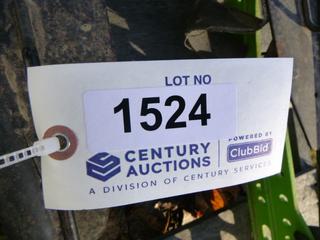 LOT NO
1524
CENTURY
AUCTIONS
POWERED BY
ClubBid
A DIVISION OF CENTURY SERVICES